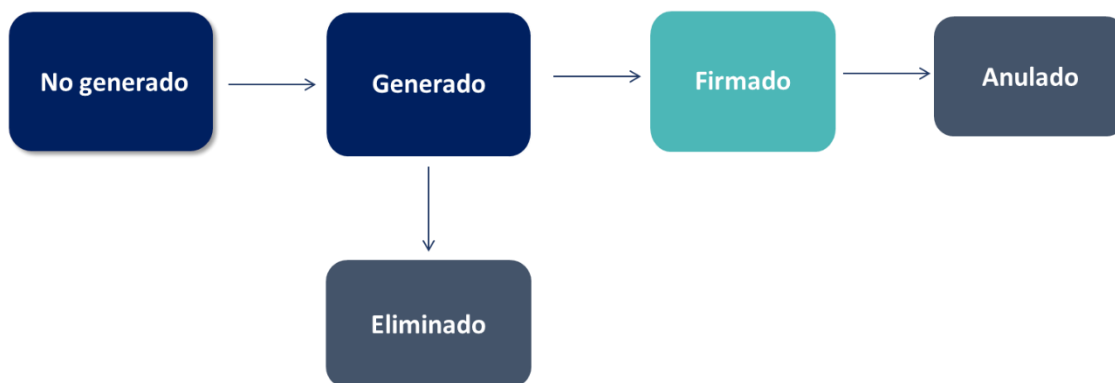 No generado
Generado
Firmado
Anulado
Eliminado